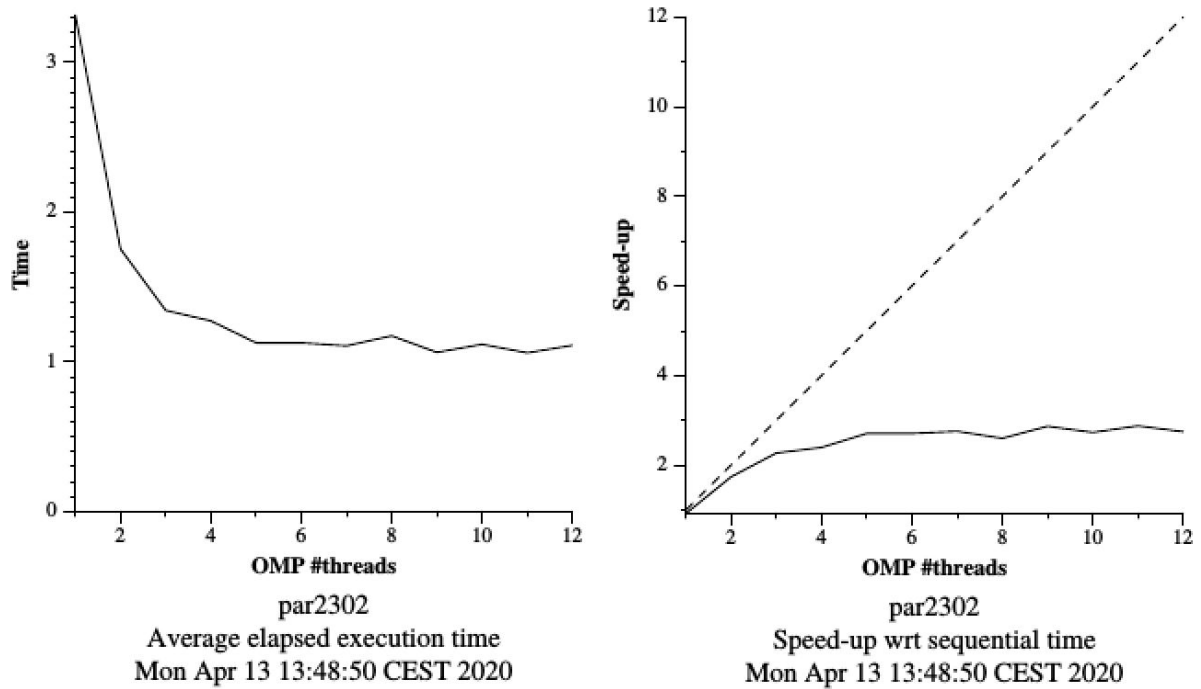 3
2
1
0
Time
2
4
6
8
10
12
OMP #threads
par2302
Average elapsed execution time
Mon Apr 13 13:48:50 CEST 2020
12
10
8
6
4
2
Speed-up
2
4
6
8
10
12
OMP #threads
par2302
Speed-up wrt sequential time
Mon Apr 13 13:48:50 CEST 2020